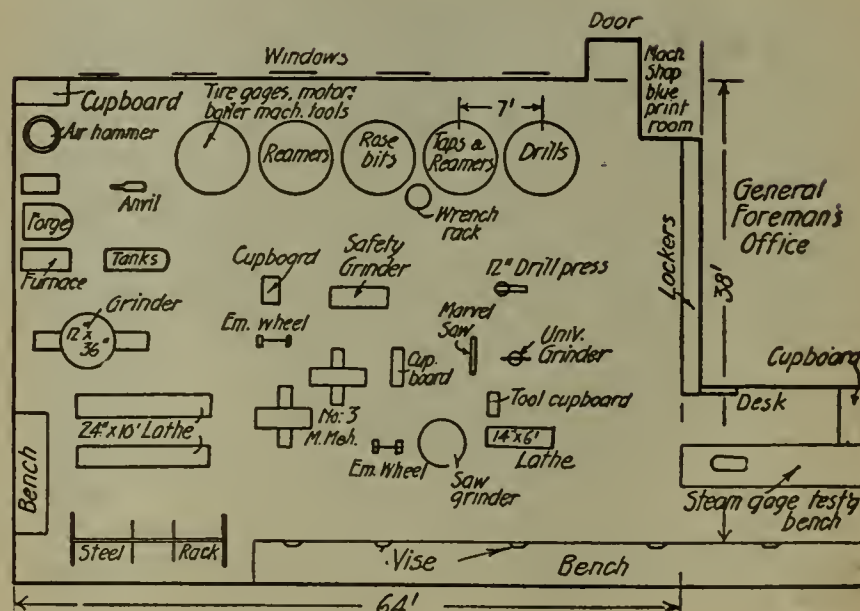 Door
Windows
Mach
Shop
blue
print
room
Cupboard
Tire gages, motor,
boiler mach. tools
7'
Air hammer
Reamers
Rose
bits
Taps &
Reamers
Drills
General
Foreman's
Office
Anvil
Wrench
rack
Forge
Lockers
38'
Furnace
Tanks
Cupboard
Safety
Grinder
12" Drill press
Grinder
12" x
36"
Em. wheel
Marvel
Saw
Univ.
Grinder
Cup.
board
Cupboard
Tool cupboard
Desk
24" x 10' Lathe
No. 3
M. Mch.
14" x 6'
Lathe
Em. Wheel
Saw
grinder
Bench
Steam gage test'g
bench
Steel
Rack
Vise
Bench
64'